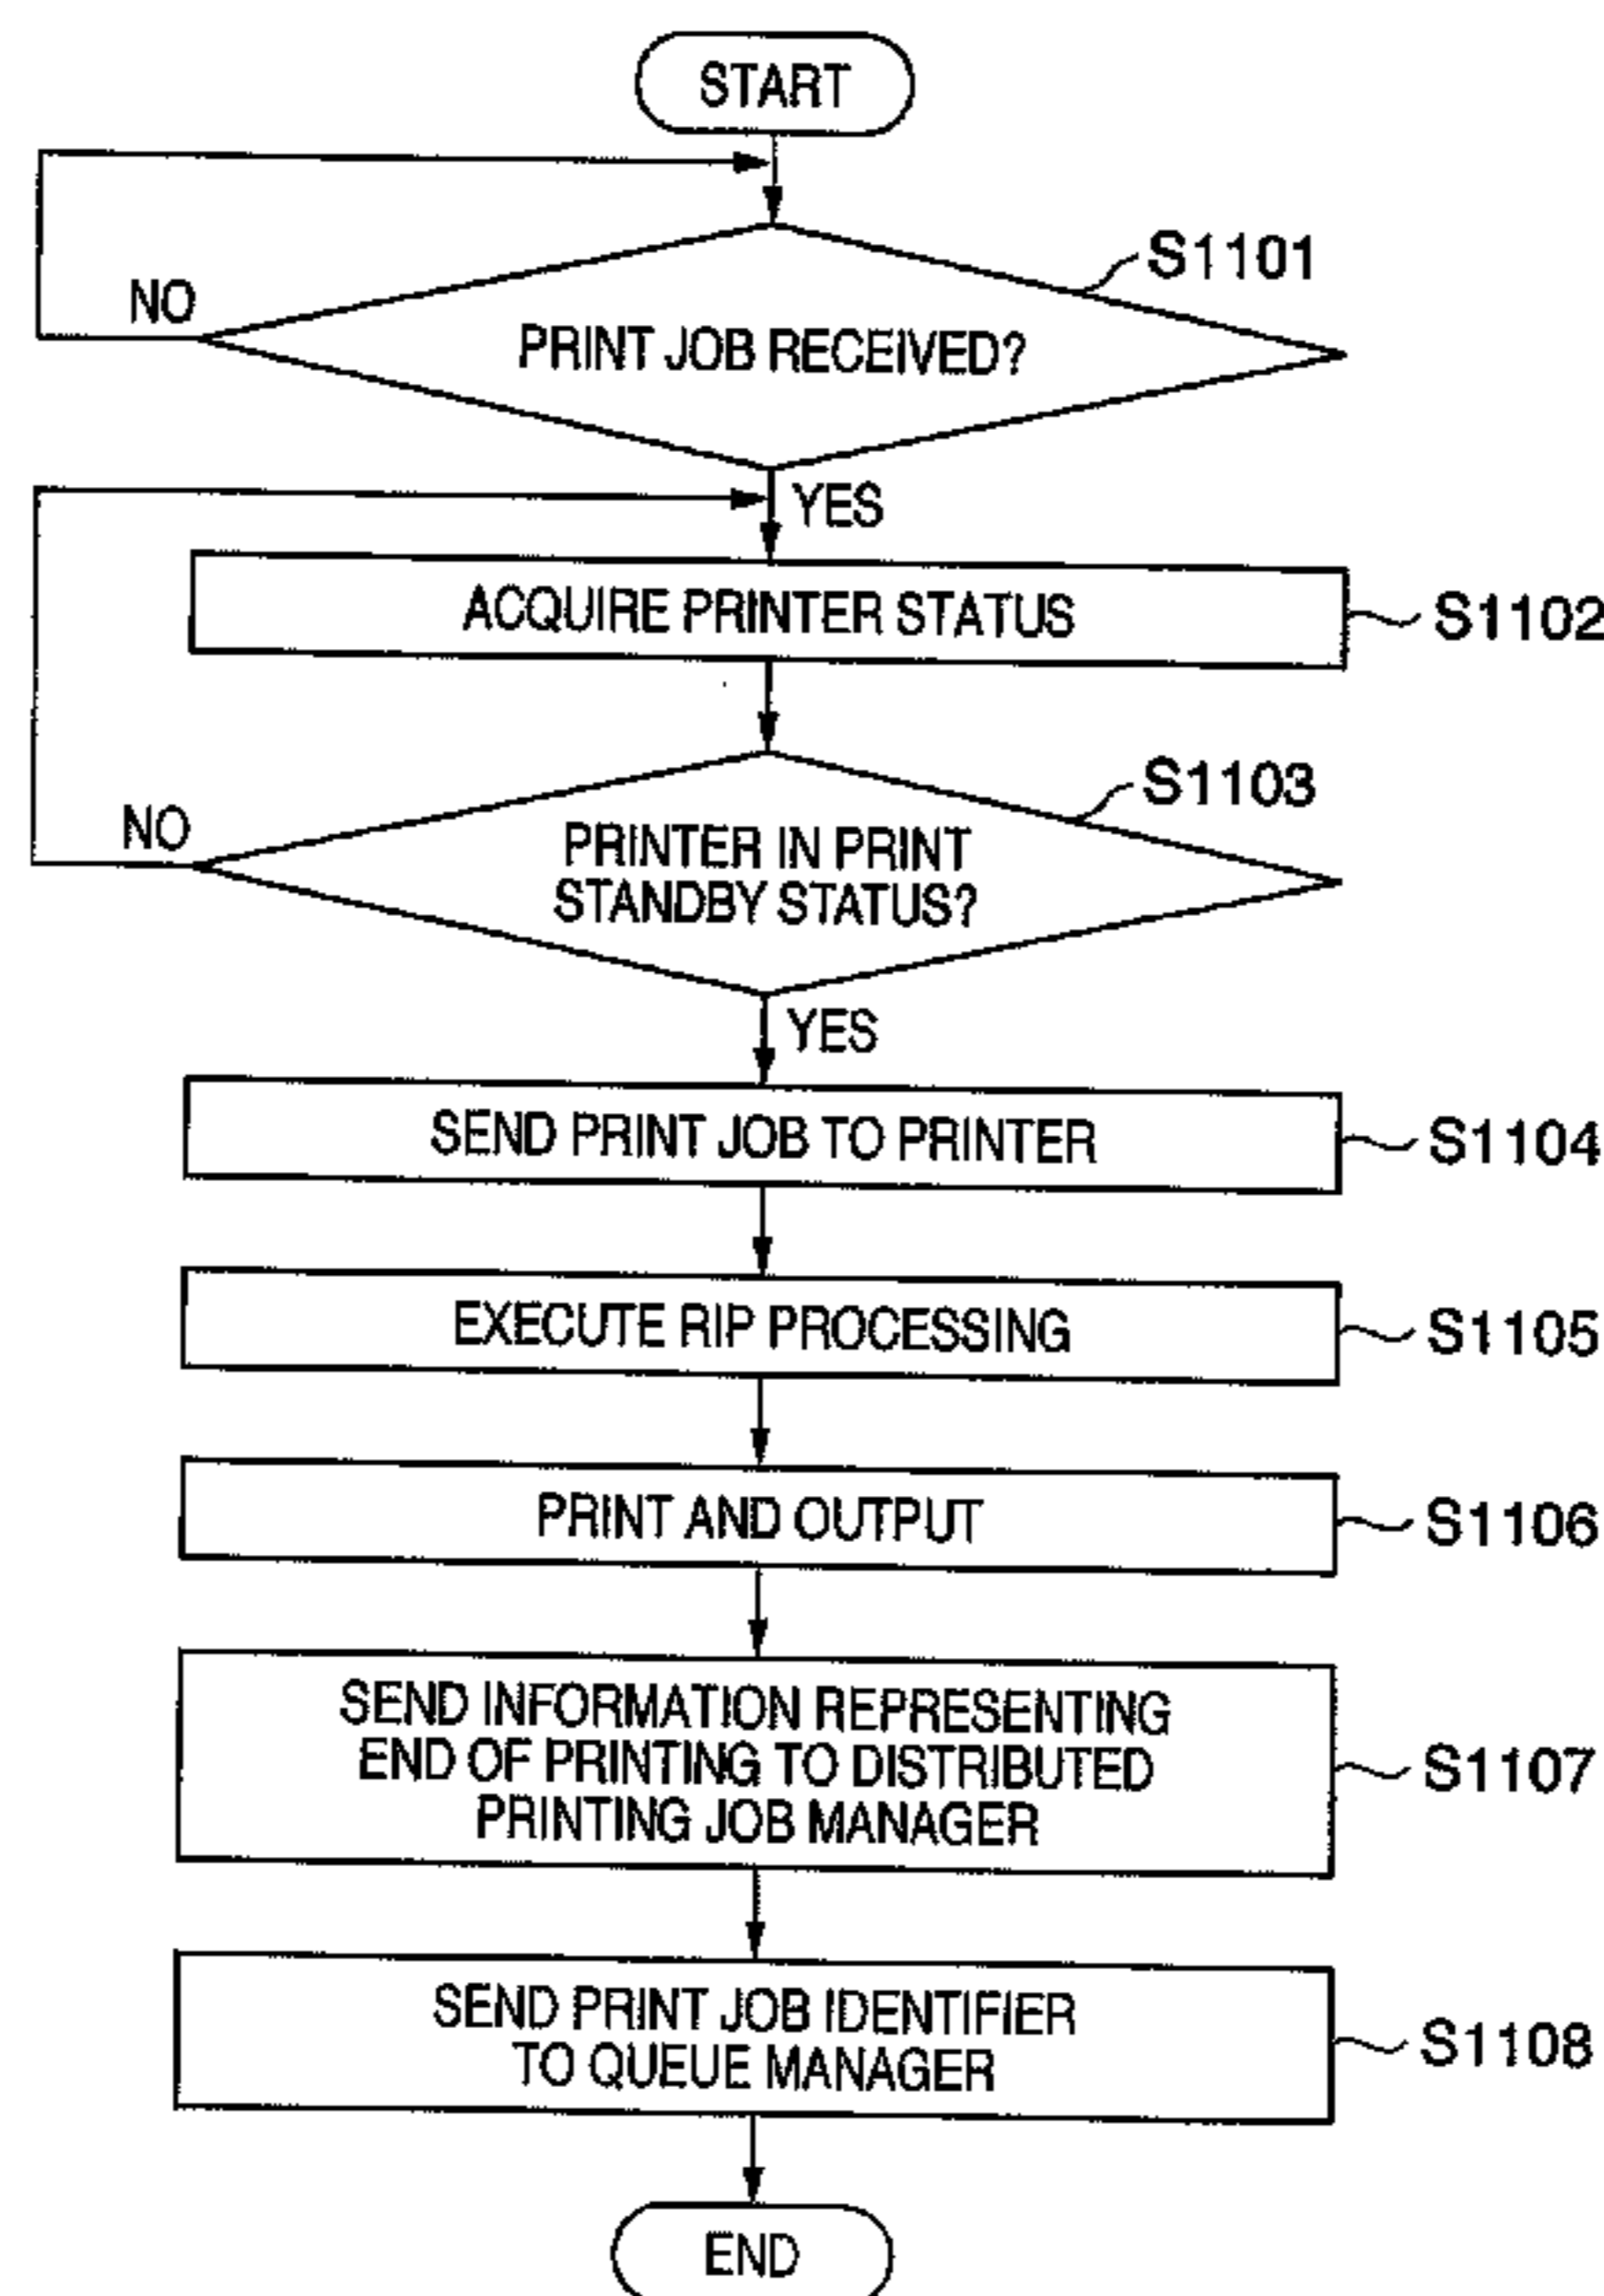 START
S1101
NO
PRINT JOB RECEIVED?
YES
ACQUIRE PRINTER STATUS
S1102
S1103
NO
PRINTER IN PRINT
STANDBY STATUS?
YES
SEND PRINT JOB TO PRINTER
S1104
EXECUTE RIP PROCESSING
S1105
PRINT AND OUTPUT
S1106
SEND INFORMATION REPRESENTING
END OF PRINTING TO DISTRIBUTED
PRINTING JOB MANAGER
S1107
SEND PRINT JOB IDENTIFIER
TO QUEUE MANAGER
S1108
END